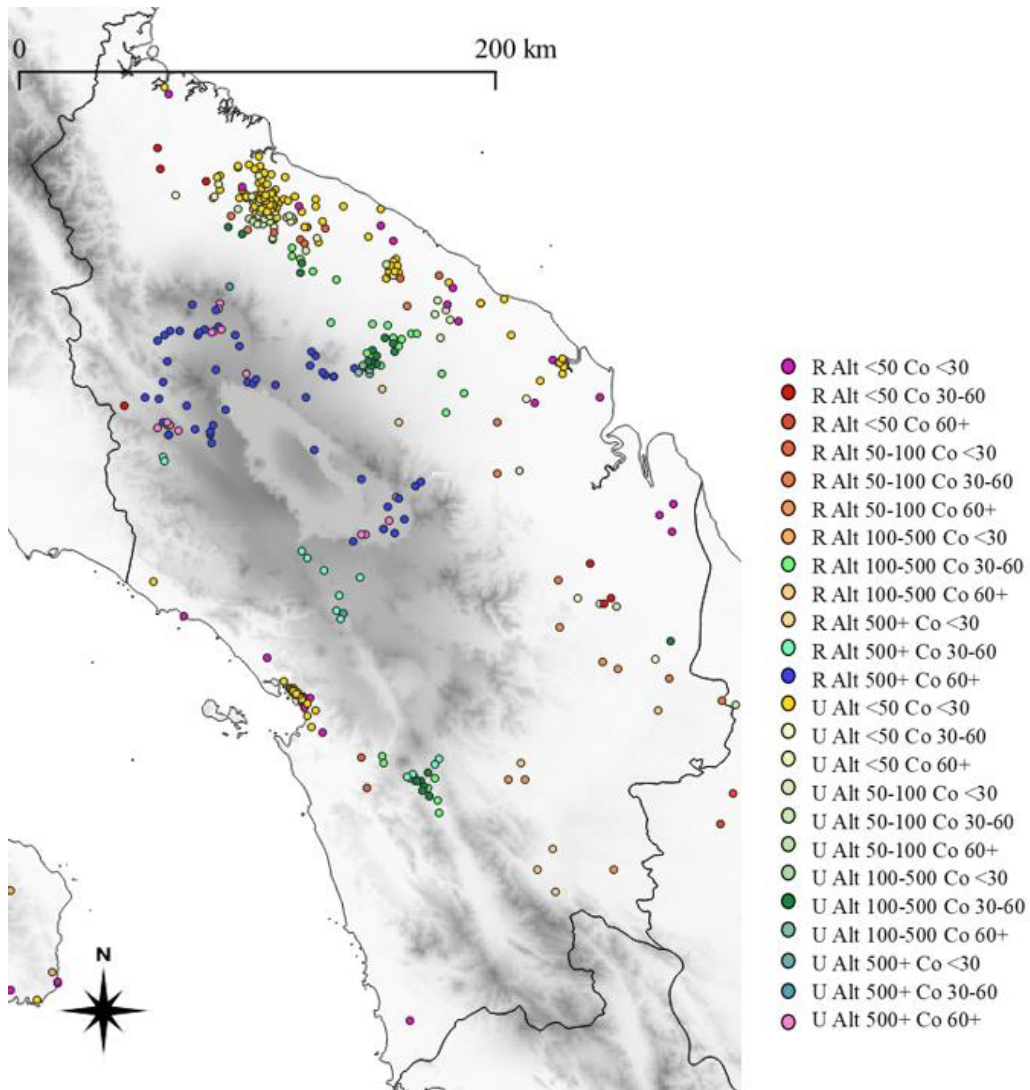 0
200 km
R Alt <50 Co <30
R Alt <50 Co 30-60
R Alt <50 Co 60+
R Alt 50-100 Co <30
R Alt 50-100 Co 30-60
R Alt 50-100 Co 60+
R Alt 100-500 Co <30
R Alt 100-500 Co 30-60
R Alt 100-500 Co 60+
R Alt 500+ Co <30
R Alt 500+ Co 30-60
R Alt 500+ Co 60+
U Alt <50 Co <30
U Alt <50 Co 30-60
U Alt <50 Co 60+
U Alt 50-100 Co <30
U Alt 50-100 Co 30-60
U Alt 50-100 Co 60+
U Alt 100-500 Co <30
U Alt 100-500 Co 30-60
U Alt 100-500 Co 60+
U Alt 500+ Co <30
U Alt 500+ Co 30-60
U Alt 500+ Co 60+
N